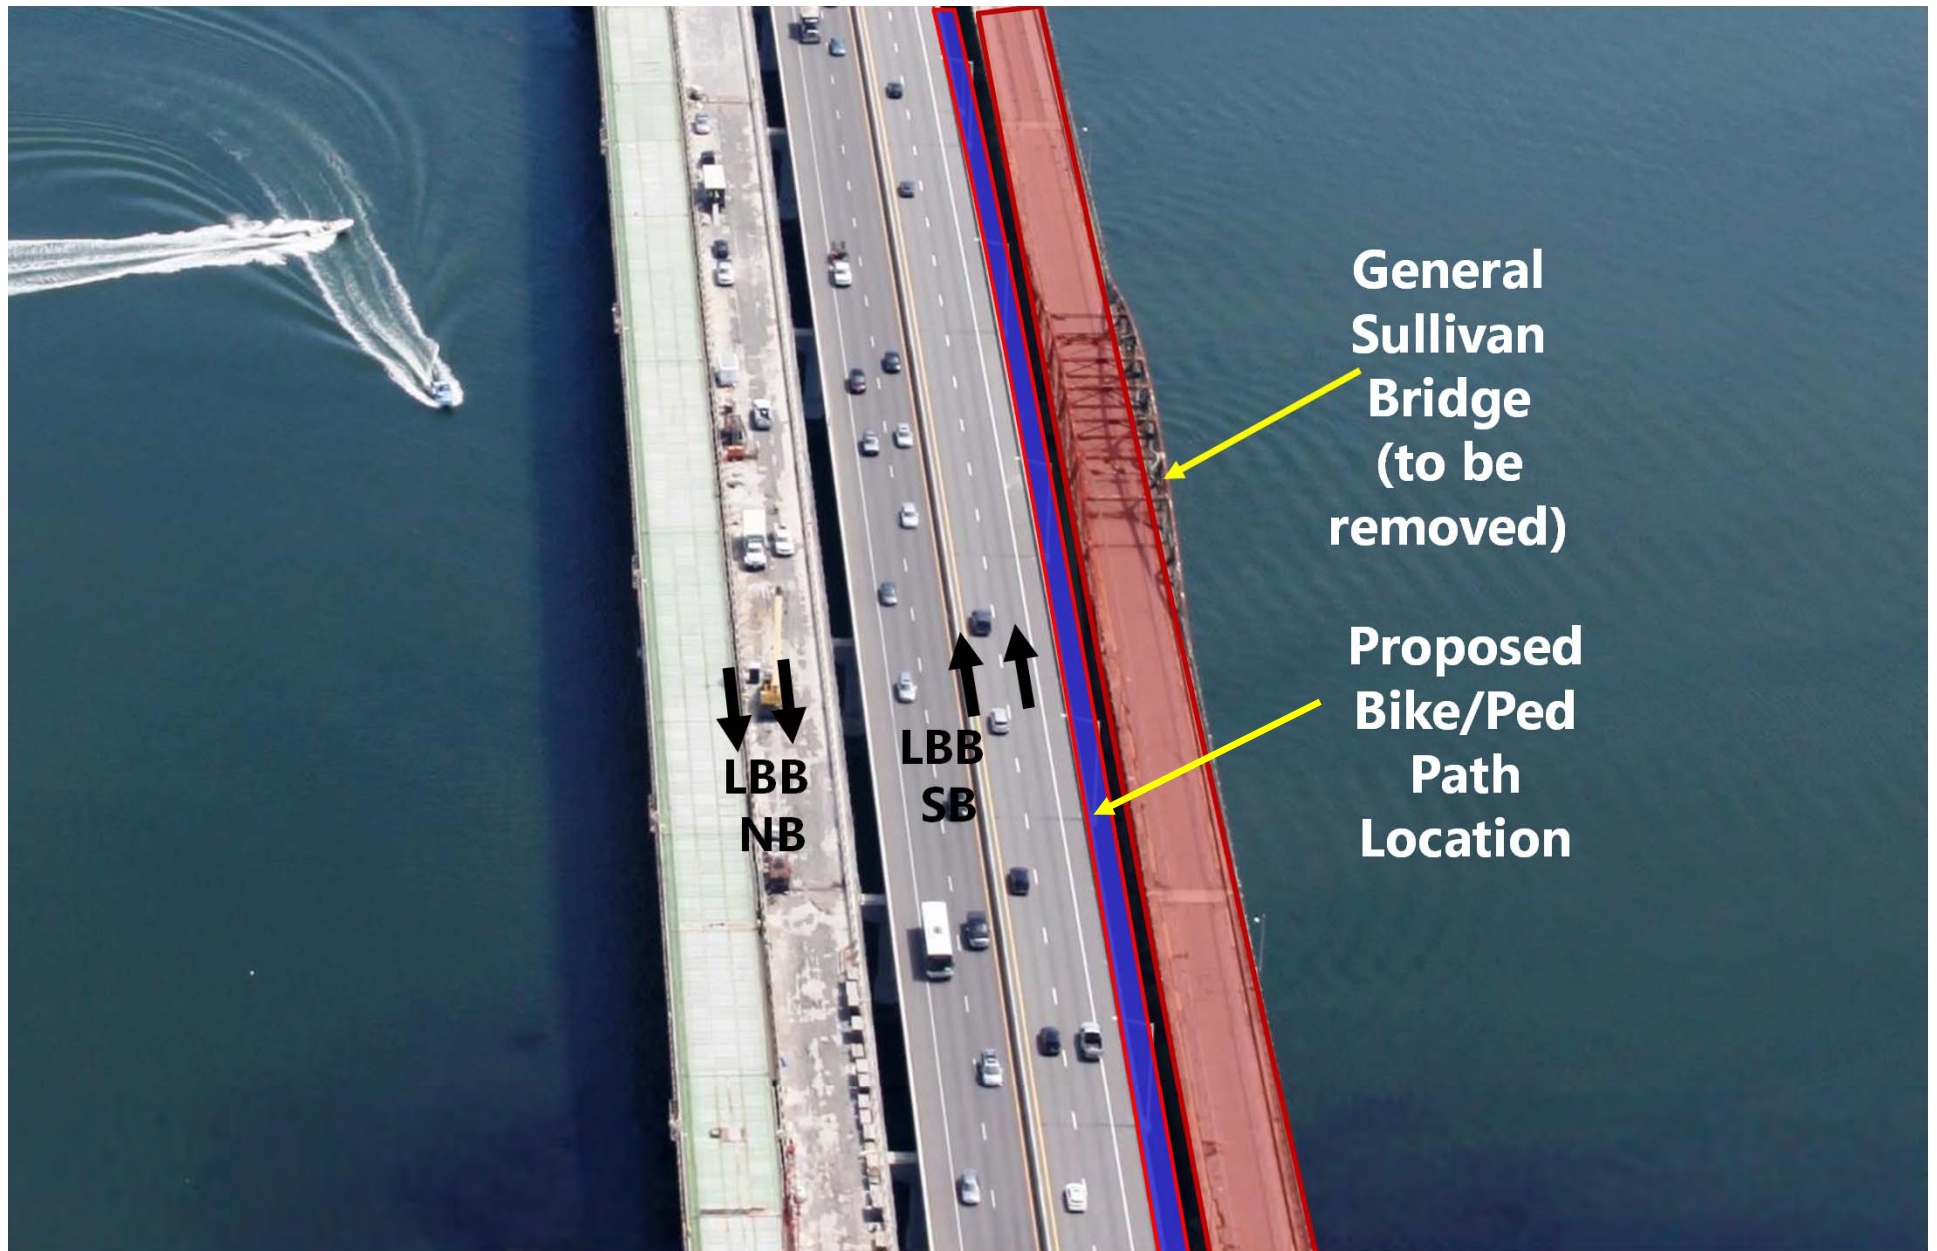 General
Sullivan
Bridge
(to be
removed)
Proposed
Bike/Ped
Path
Location
LBB
SB
LBB
NB